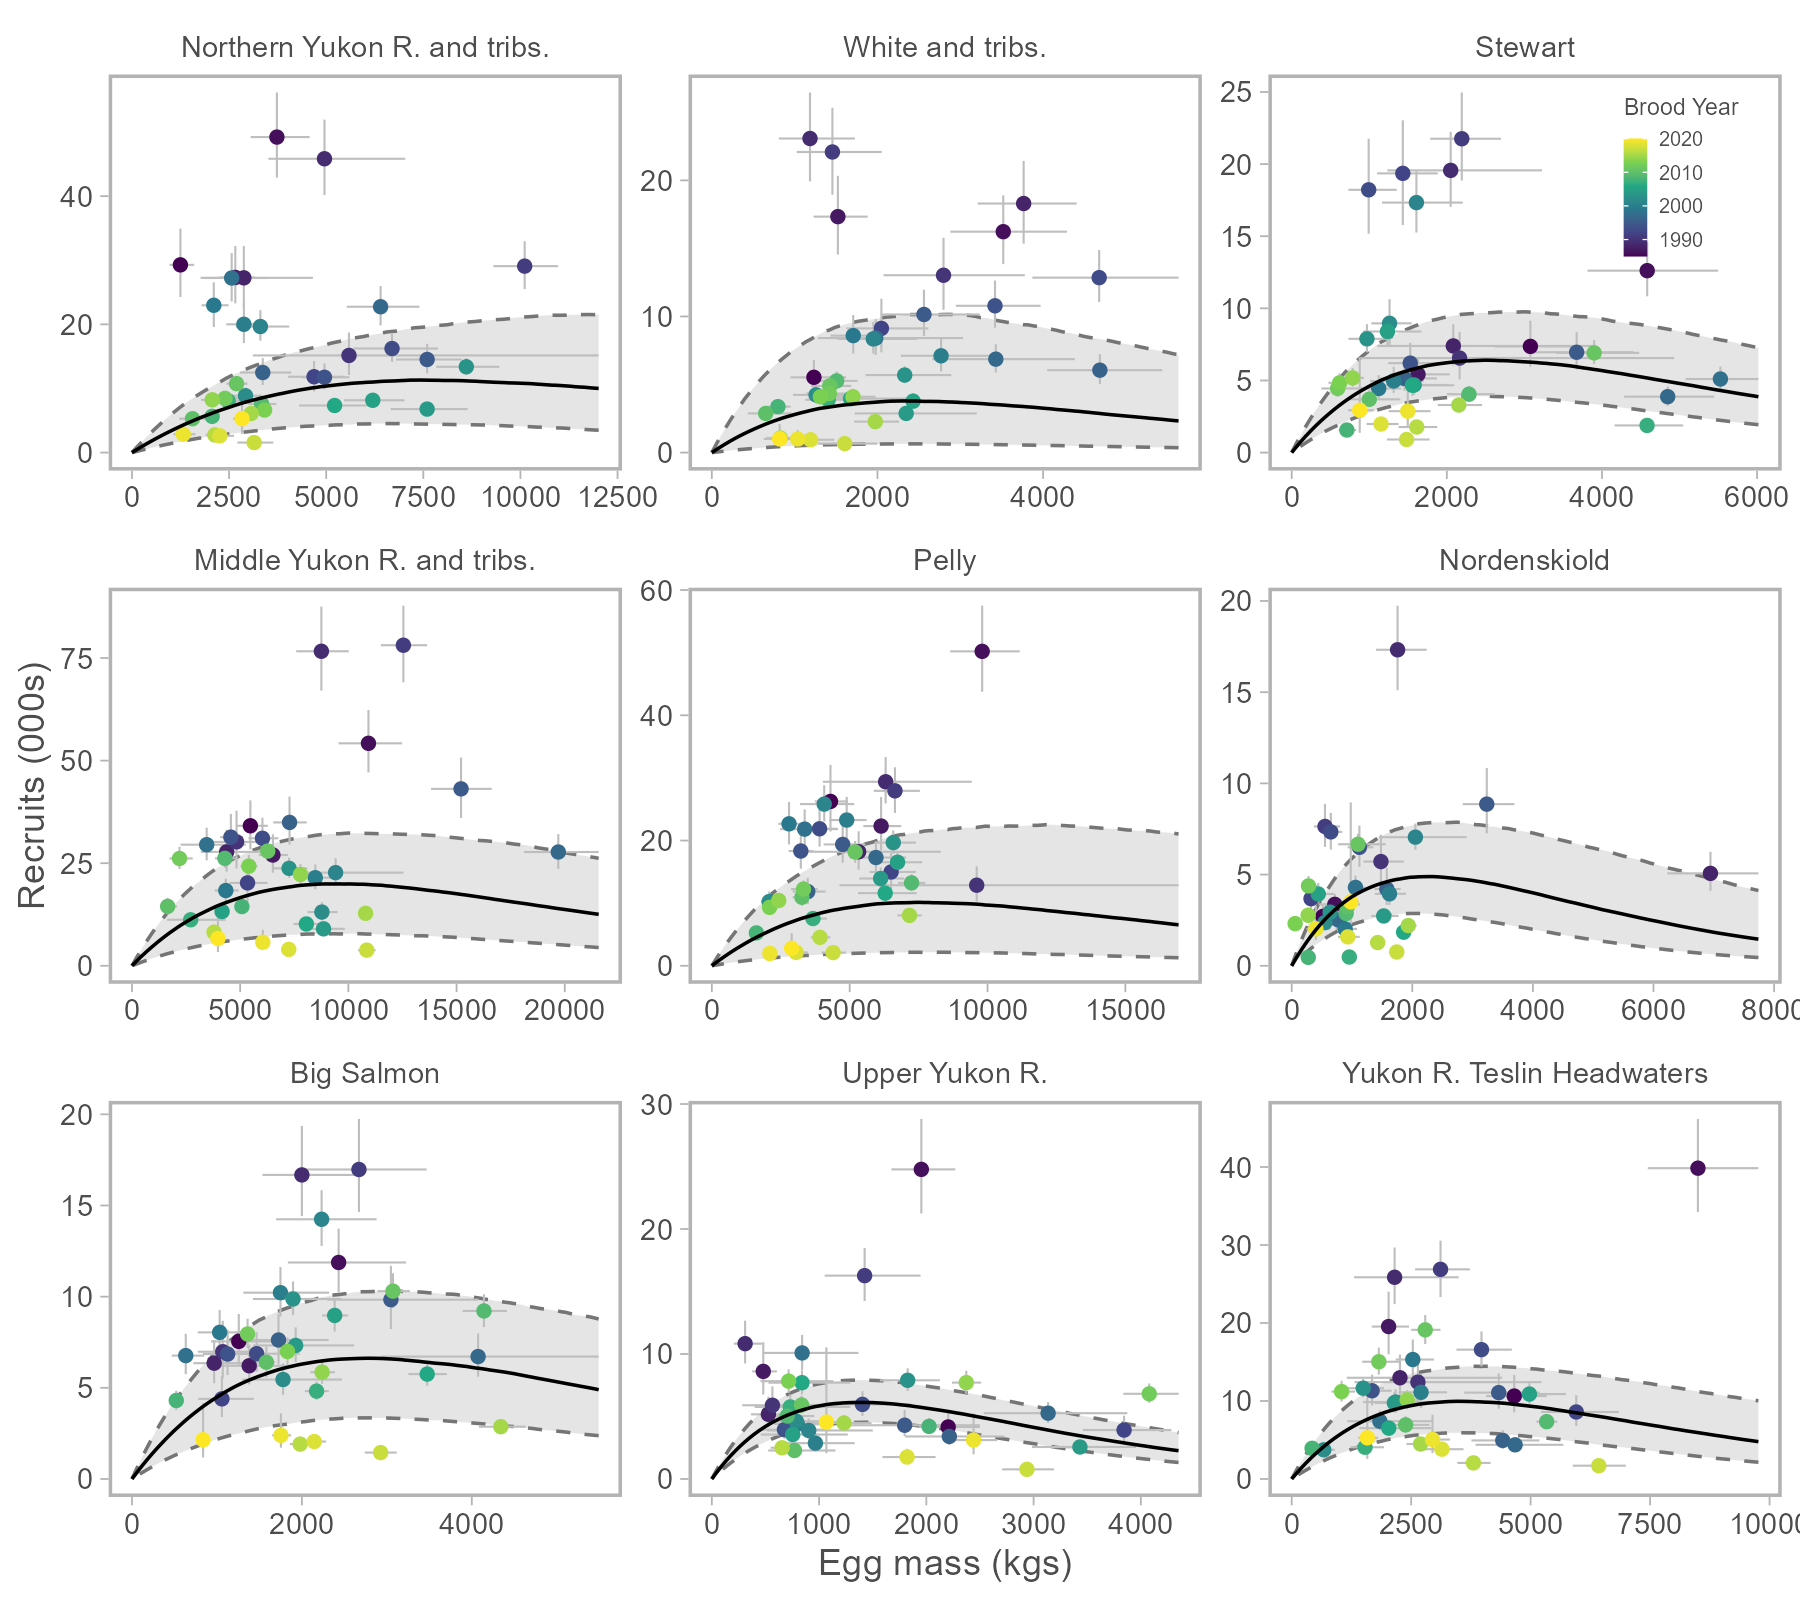 Northern Yukon R. and tribs.
White and tribs.
Stewart
40
20
0
0 2500 5000 7500 10000 12500
20
10
0
0 2000 4000
25
20
15
10
5
0
0 2000 4000 6000
Brood Year
2020
2010
2000
1990
Middle Yukon R. and tribs.
Pelly
Nordenskiold
75
50
25
0
0 5000 10000 15000 20000
60
40
20
0
0 5000 10000 15000
20
15
10
5
0
0 2000 4000 6000 8000
Recruits (000s)
Big Salmon
Upper Yukon R.
Yukon R. Teslin Headwaters
20
15
10
5
0
0 2000 4000
30
20
10
0
0 1000 2000 3000 4000
40
30
20
10
0
0 2500 5000 7500 10000
Egg mass (kgs)